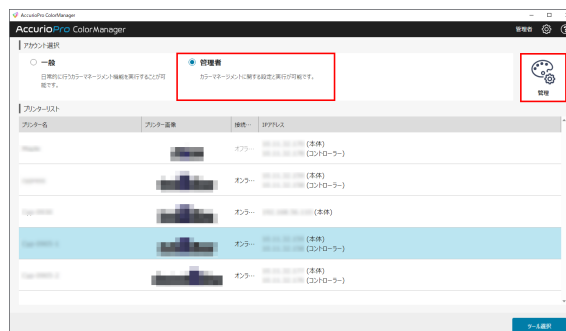 AccurioPro ColorManager
AccurioPro ColorManager
管理者
アカウント選択
一般
日常的に行うカラーマネージメント機能を実行することが可能です。
管理者
カラーマネージメントに関する設定と実行が可能です。
管理
プリンターリスト
プリンター名 プリンター画像 接続… IPアドレス
オフラ… (本体)
(コントローラー)
オンラ… (本体)
(コントローラー)
オンラ… (本体)
オンラ… (本体)
(コントローラー)
オンラ… (本体)
(コントローラー)
ツール選択